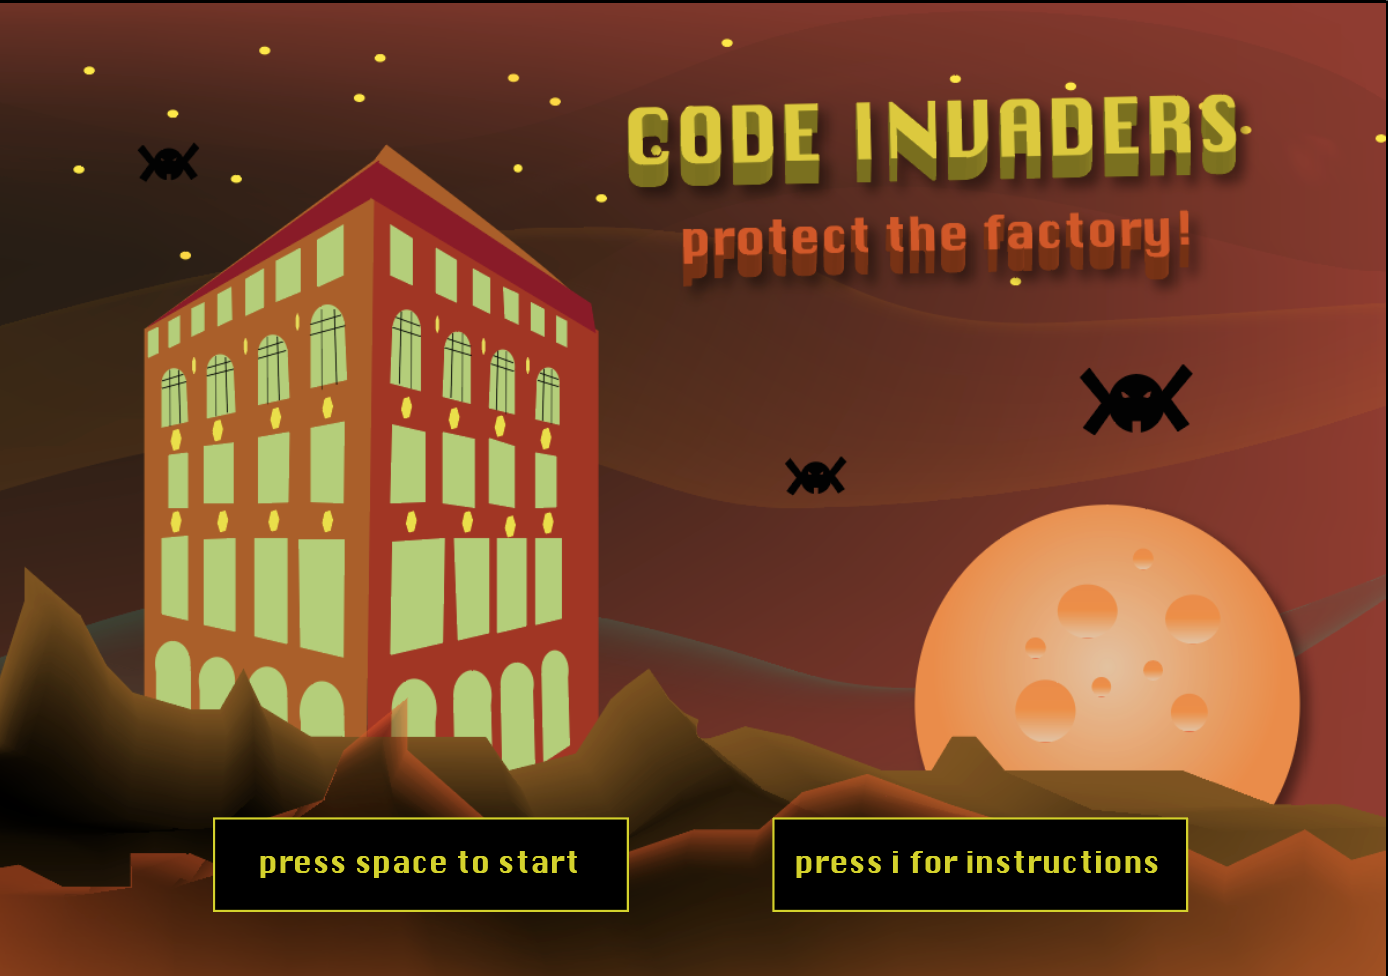 CODE INVADERS
protect the factory!
press space to start
press i for instructions